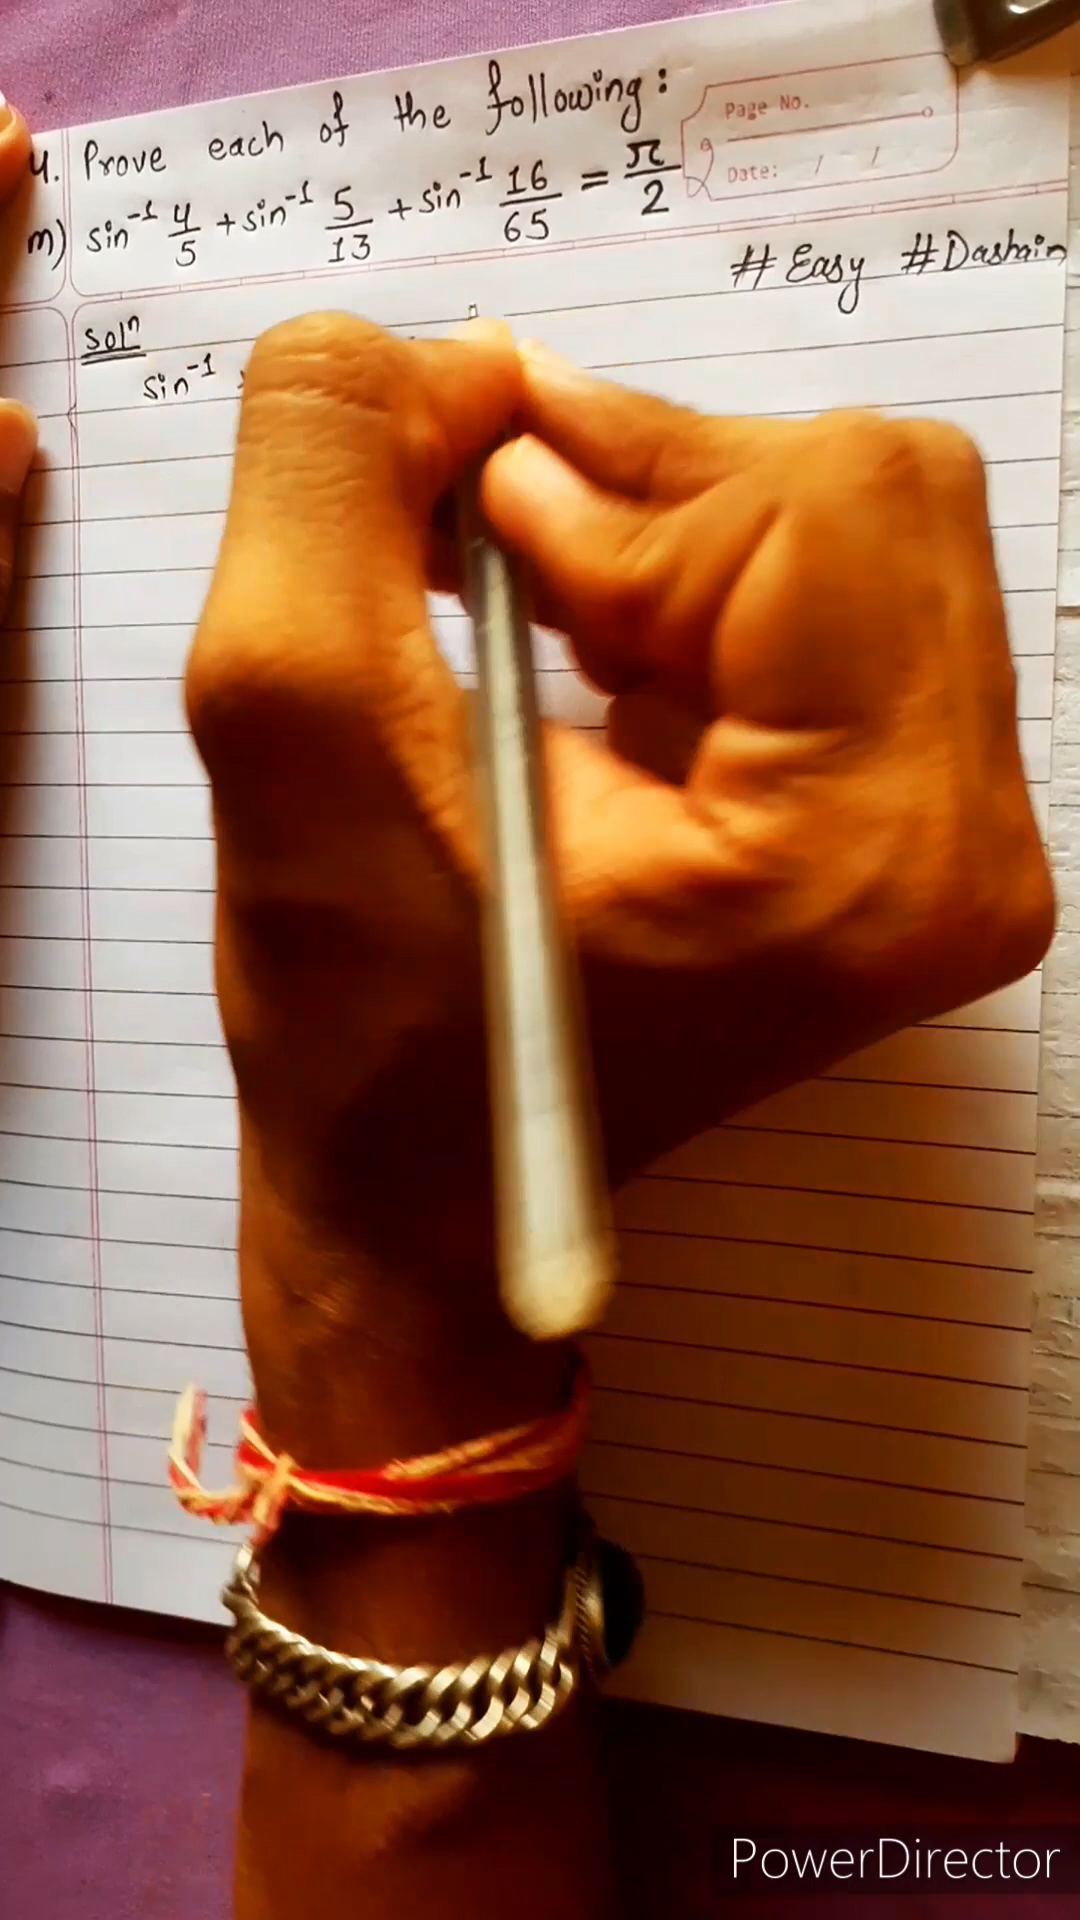 4. Prove each of the following:
m) sin⁻¹ 4/5 + sin⁻¹ 5/13 + sin⁻¹ 16/65 = π/2
Page No.
Date: / /
#Easy #Dashain
Solⁿ
sin⁻¹
PowerDirector